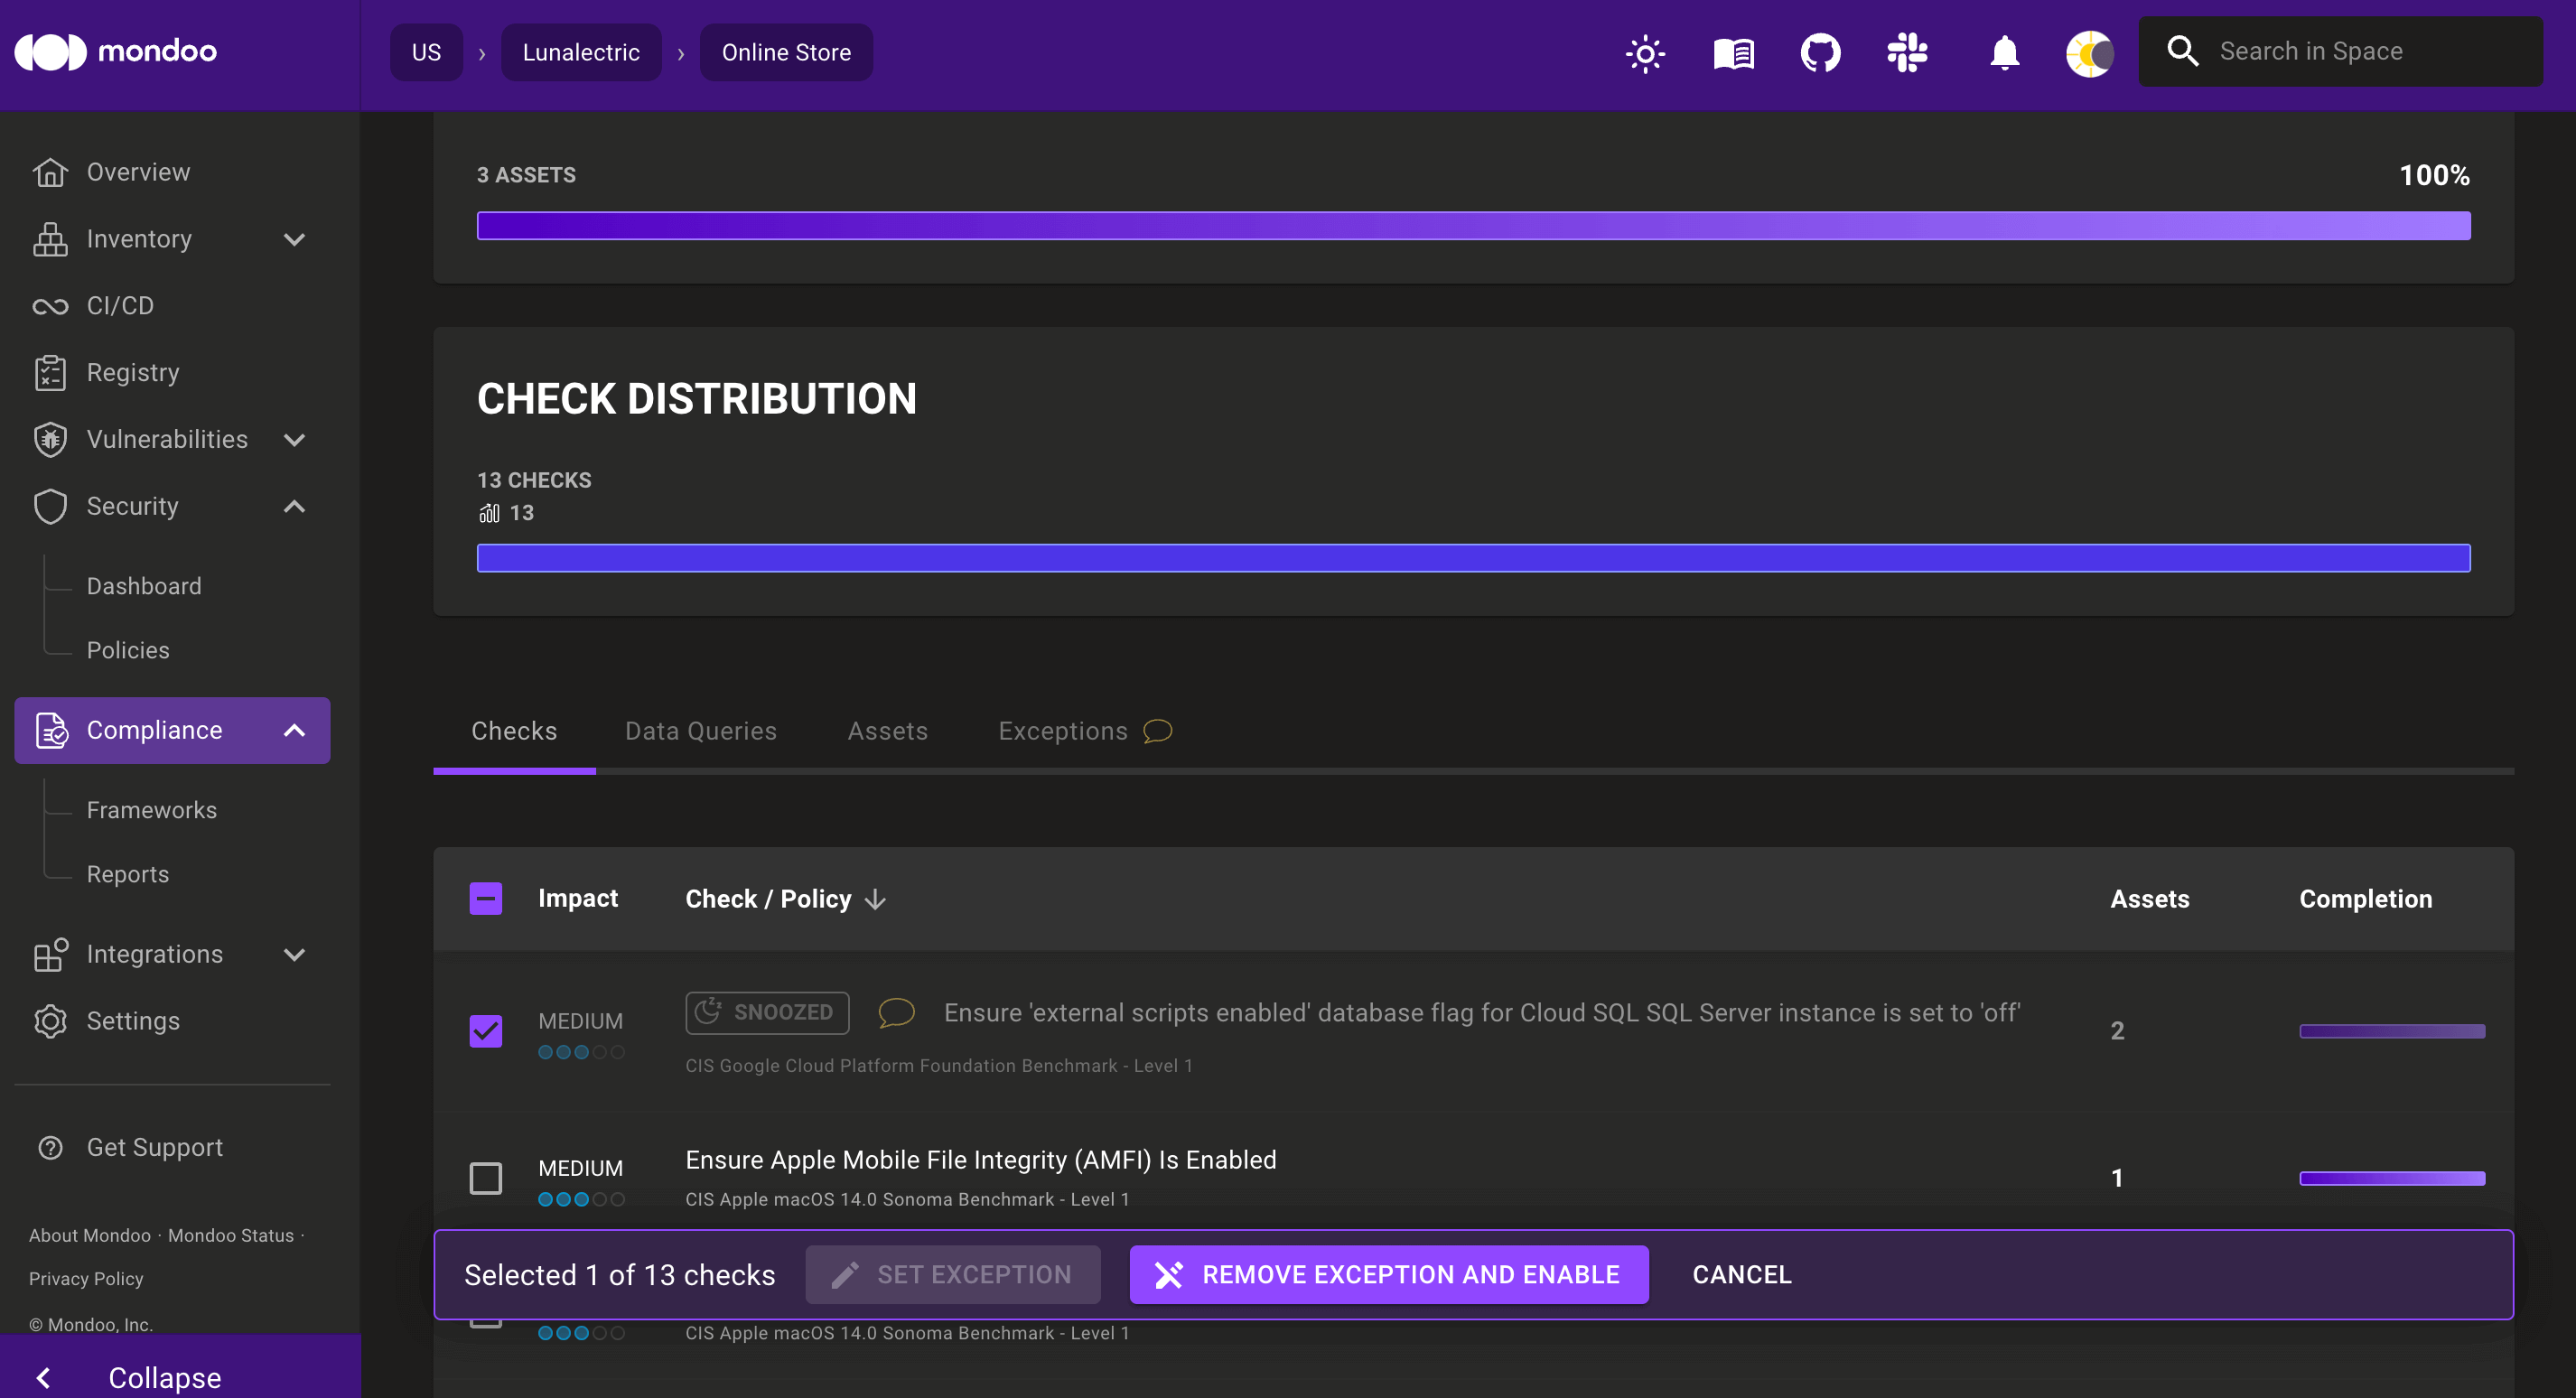 mondoo
US › Lunalectric › Online Store
Search in Space
Overview
Inventory
CI/CD
Registry
Vulnerabilities
Security
Dashboard
Policies
Compliance
Frameworks
Reports
Integrations
Settings
Get Support
About Mondoo · Mondoo Status ·
Privacy Policy
© Mondoo, Inc.
Collapse
3 ASSETS 100%
CHECK DISTRIBUTION
13 CHECKS
13
Checks Data Queries Assets Exceptions
Impact Check / Policy Assets Completion
MEDIUM SNOOZED Ensure 'external scripts enabled' database flag for Cloud SQL SQL Server instance is set to 'off' 2
CIS Google Cloud Platform Foundation Benchmark - Level 1
MEDIUM Ensure Apple Mobile File Integrity (AMFI) Is Enabled 1
CIS Apple macOS 14.0 Sonoma Benchmark - Level 1
Selected 1 of 13 checks SET EXCEPTION REMOVE EXCEPTION AND ENABLE CANCEL
CIS Apple macOS 14.0 Sonoma Benchmark - Level 1